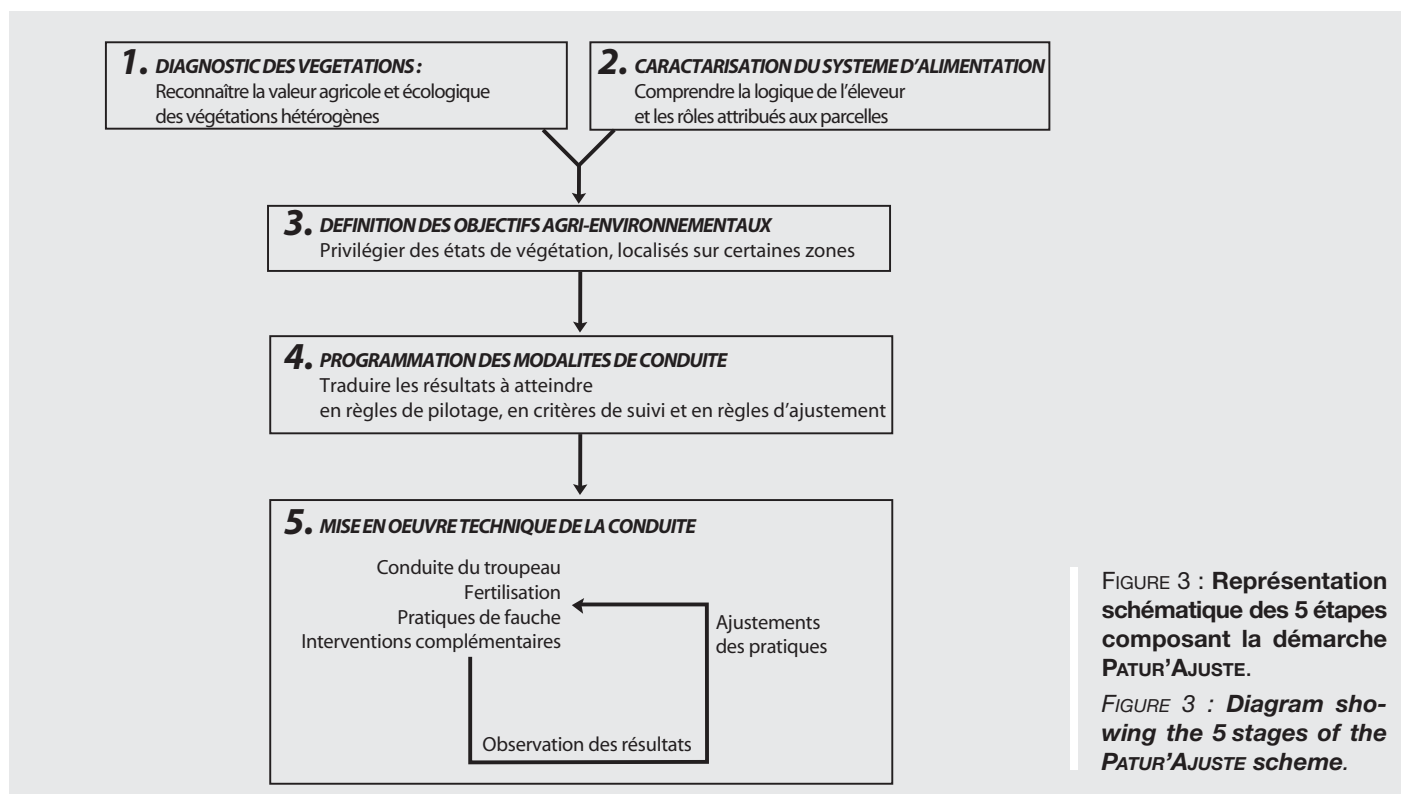 1. DIAGNOSTIC DES VEGETATIONS :
Reconnaître la valeur agricole et écologique
des végétations hétérogènes
2. CARACTARISATION DU SYSTEME D'ALIMENTATION
Comprendre la logique de l'éleveur
et les rôles attribués aux parcelles
3. DEFINITION DES OBJECTIFS AGRI-ENVIRONNEMENTAUX
Privilégier des états de végétation, localisés sur certaines zones
4. PROGRAMMATION DES MODALITES DE CONDUITE
Traduire les résultats à atteindre
en règles de pilotage, en critères de suivi et en règles d'ajustement
5. MISE EN OEUVRE TECHNIQUE DE LA CONDUITE
Conduite du troupeau
Fertilisation
Pratiques de fauche
Interventions complémentaires
Ajustements
des pratiques
Observation des résultats
FIGURE 3 : Représentation
schématique des 5 étapes
composant la démarche
PATUR'AJUSTE.
FIGURE 3 : Diagram sho-
wing the 5 stages of the
PATUR'AJUSTE scheme.